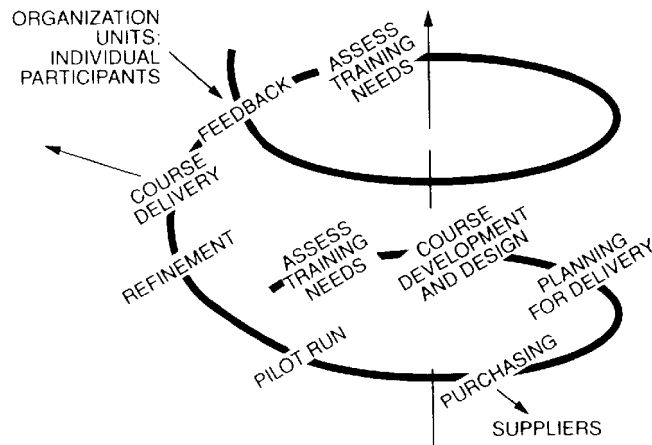 ORGANIZATION
UNITS;
INDIVIDUAL
PARTICIPANTS
ASSESS
TRAINING
NEEDS
FEEDBACK
COURSE
DELIVERY
REFINEMENT
ASSESS
TRAINING
NEEDS
COURSE
DEVELOPMENT
AND DESIGN
PLANNING
FOR DELIVERY
PILOT RUN
PURCHASING
SUPPLIERS